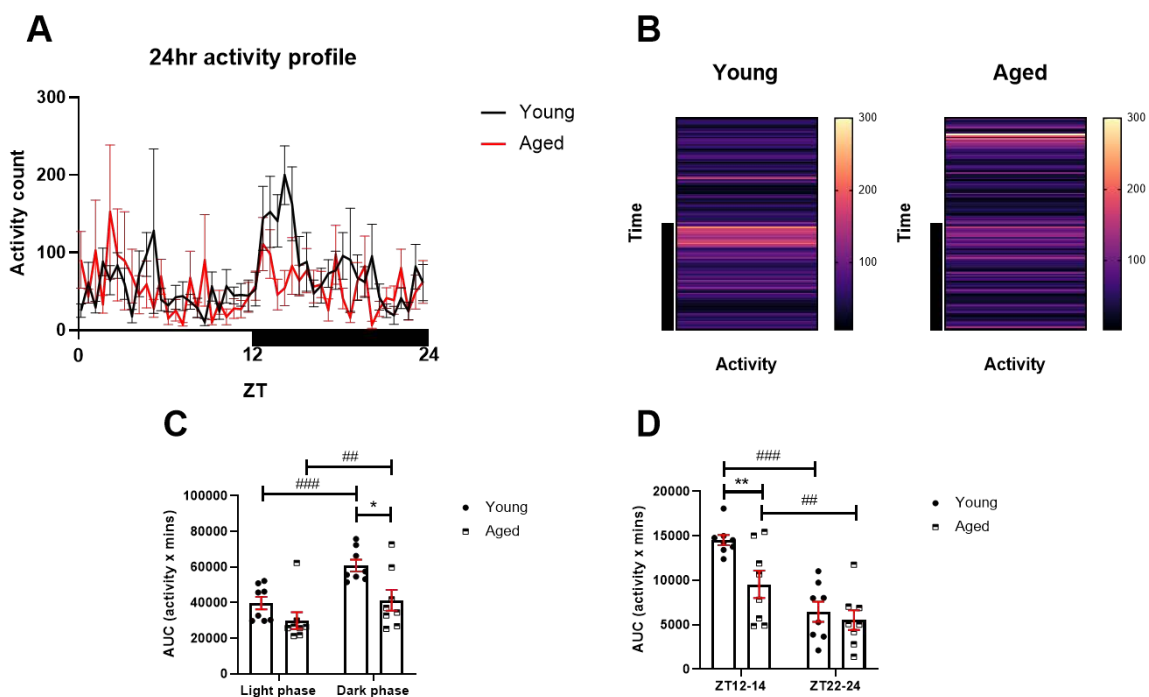 A
24hr activity profile
300
200
100
0
Activity count
0
12
24
ZT
Young
Aged
B
Young
Aged
Time
300
200
100
Activity
Time
300
200
100
Activity
C
##
###
*
100000
80000
60000
40000
20000
0
AUC (activity x mins)
Light phase
Dark phase
Young
Aged
D
###
**
##
20000
15000
10000
5000
0
AUC (activity x mins)
ZT12-14
ZT22-24
Young
Aged